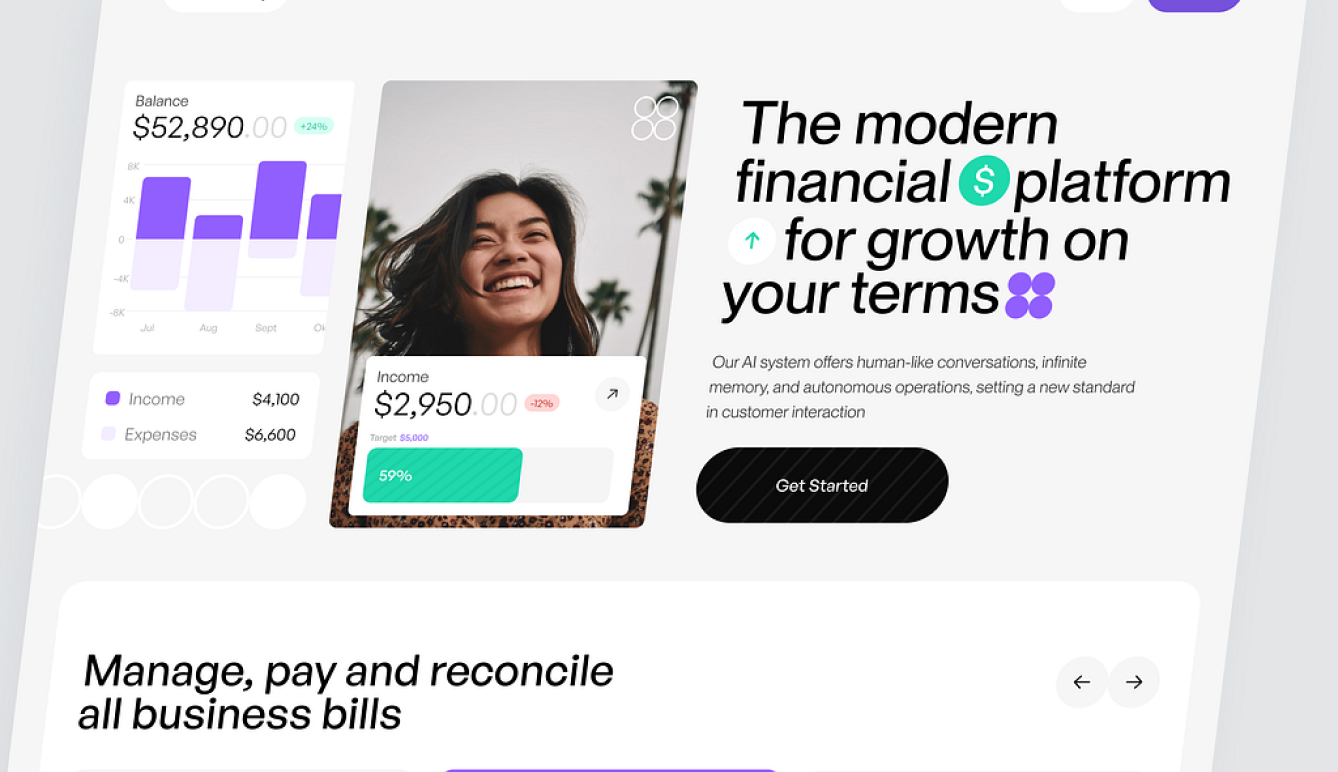 Balance
$52,890.00 +24%
8K
4K
0
-4K
-8K
Jul Aug Sept
Income $4,100
Expenses $6,600
Income
$2,950.00 -12%
Target $5,000
59%
The modern
financial $ platform
for growth on
your terms
Our AI system offers human-like conversations, infinite
memory, and autonomous operations, setting a new standard
in customer interaction
Get Started
Manage, pay and reconcile
all business bills